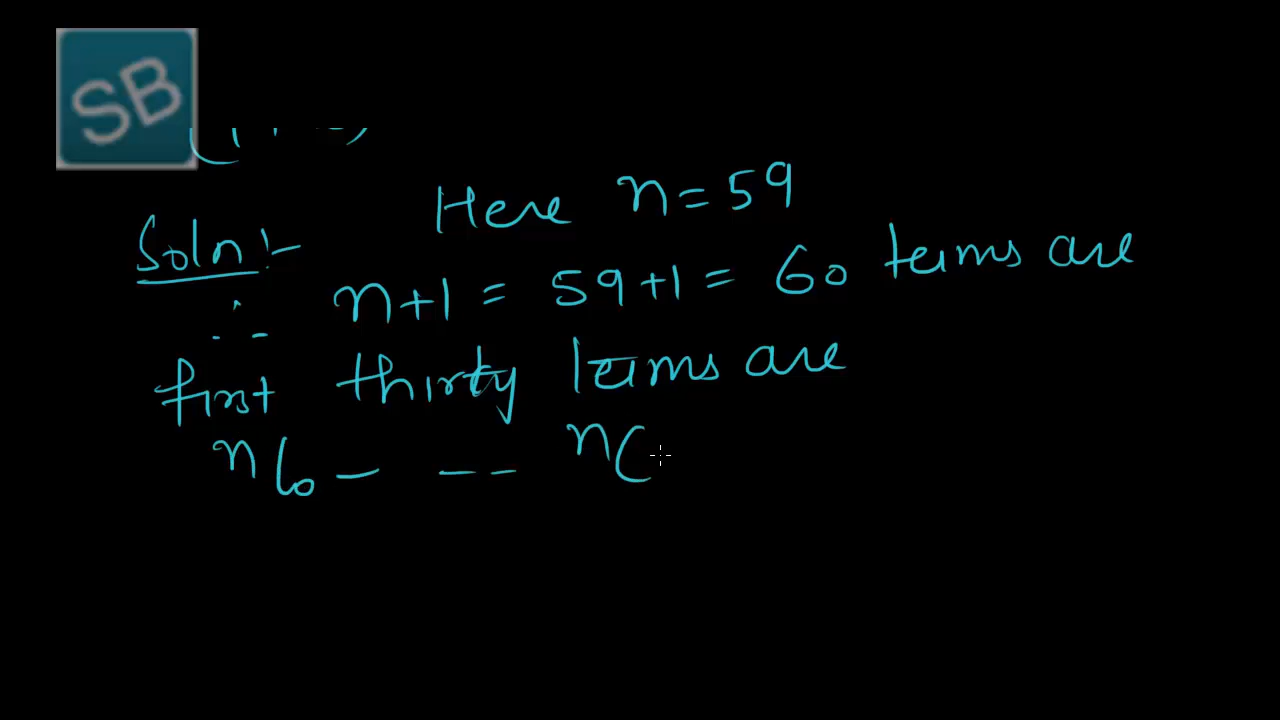 SB
Here n = 59
Soln :-
∴ n+1 = 59+1 = 60 terms are
first thirty terms are
nC0 - - - nC